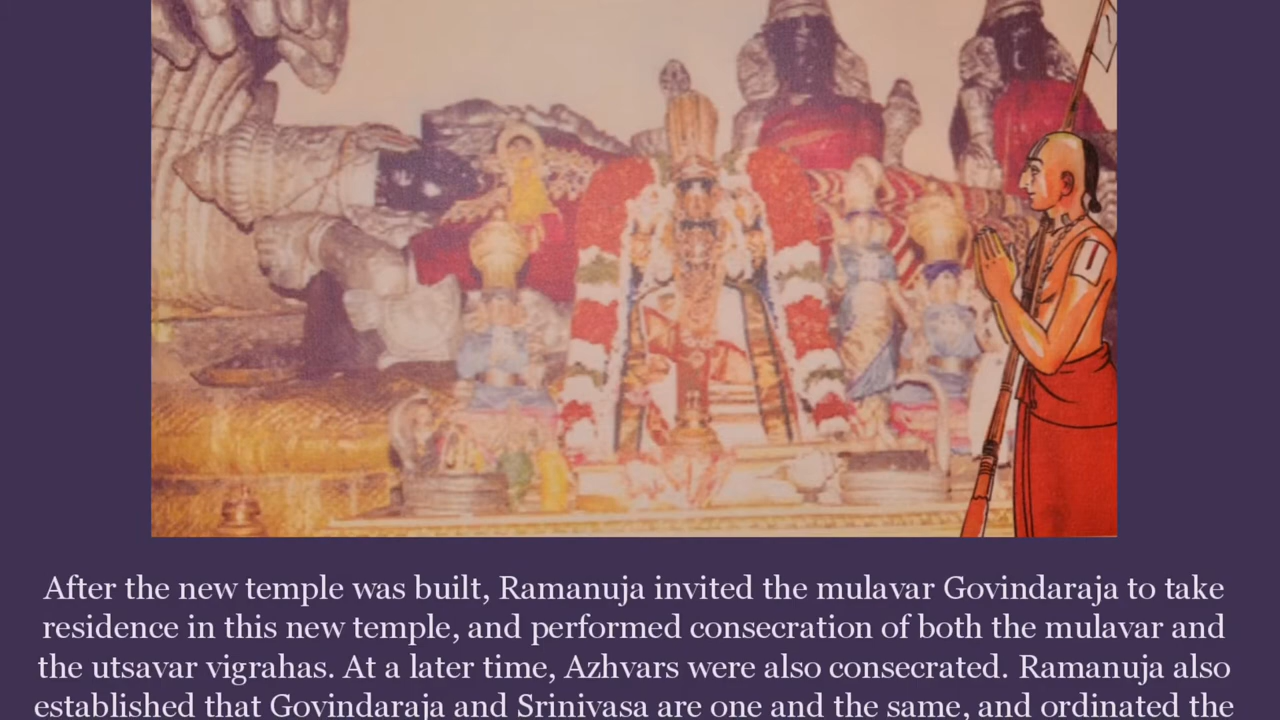 After the new temple was built, Ramanuja invited the mulavar Govindaraja to take
residence in this new temple, and performed consecration of both the mulavar and
the utsavar vigrahas. At a later time, Azhvars were also consecrated. Ramanuja also
established that Govindaraja and Srinivasa are one and the same, and ordinated the